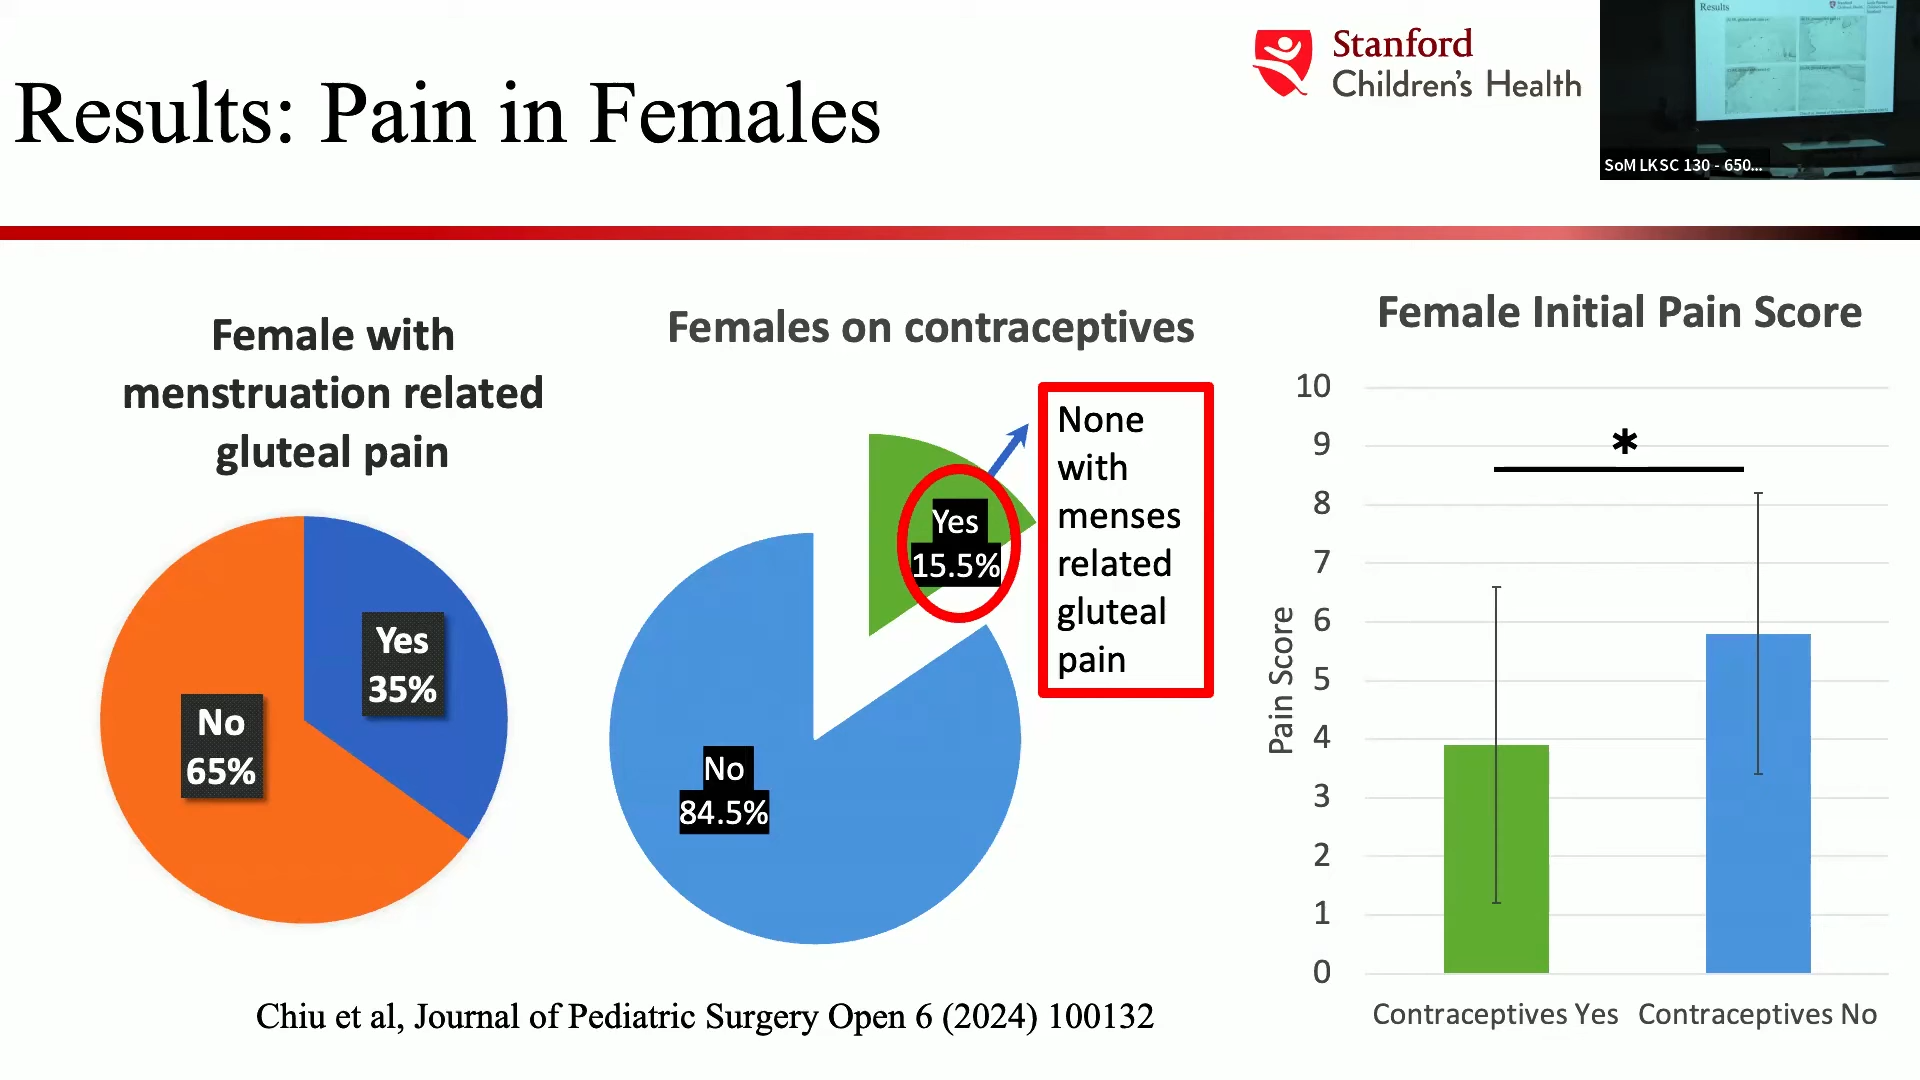 Results: Pain in Females
Stanford
Children's Health
Results
SoM LKSC 130 - 650...
Female with
menstruation related
gluteal pain
Yes
35%
No
65%
Females on contraceptives
Yes
15.5%
No
84.5%
None
with
menses
related
gluteal
pain
Female Initial Pain Score
*
10
9
8
7
6
5
4
3
2
1
0
Pain Score
Contraceptives Yes
Contraceptives No
Chiu et al, Journal of Pediatric Surgery Open 6 (2024) 100132